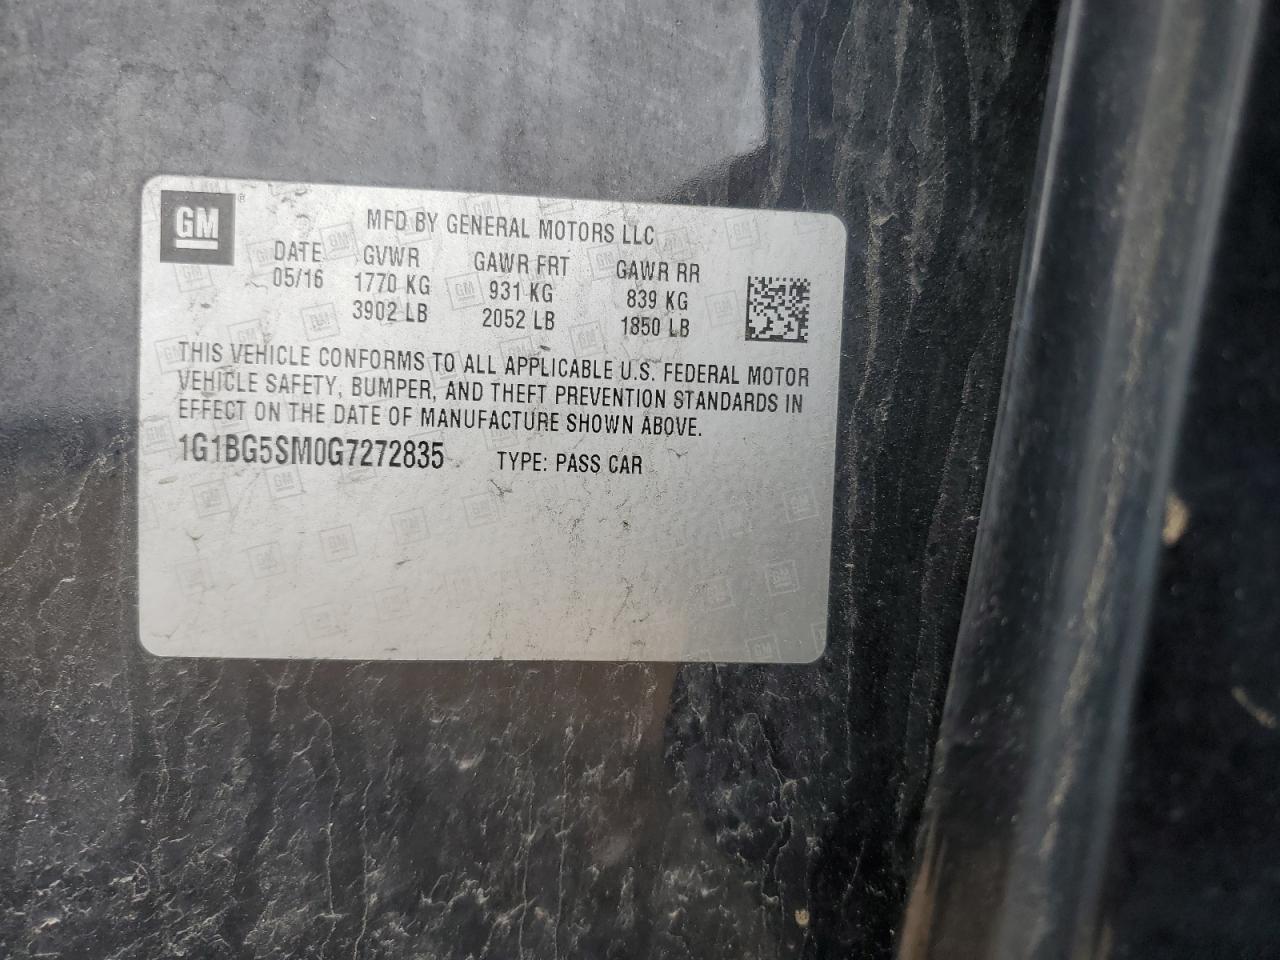 GM ®
MFD BY GENERAL MOTORS LLC
DATE GVWR GAWR FRT GAWR RR
05/16 1770 KG 931 KG 839 KG
3902 LB 2052 LB 1850 LB
THIS VEHICLE CONFORMS TO ALL APPLICABLE U.S. FEDERAL MOTOR
VEHICLE SAFETY, BUMPER, AND THEFT PREVENTION STANDARDS IN
EFFECT ON THE DATE OF MANUFACTURE SHOWN ABOVE.
1G1BG5SM0G7272835 TYPE: PASS CAR